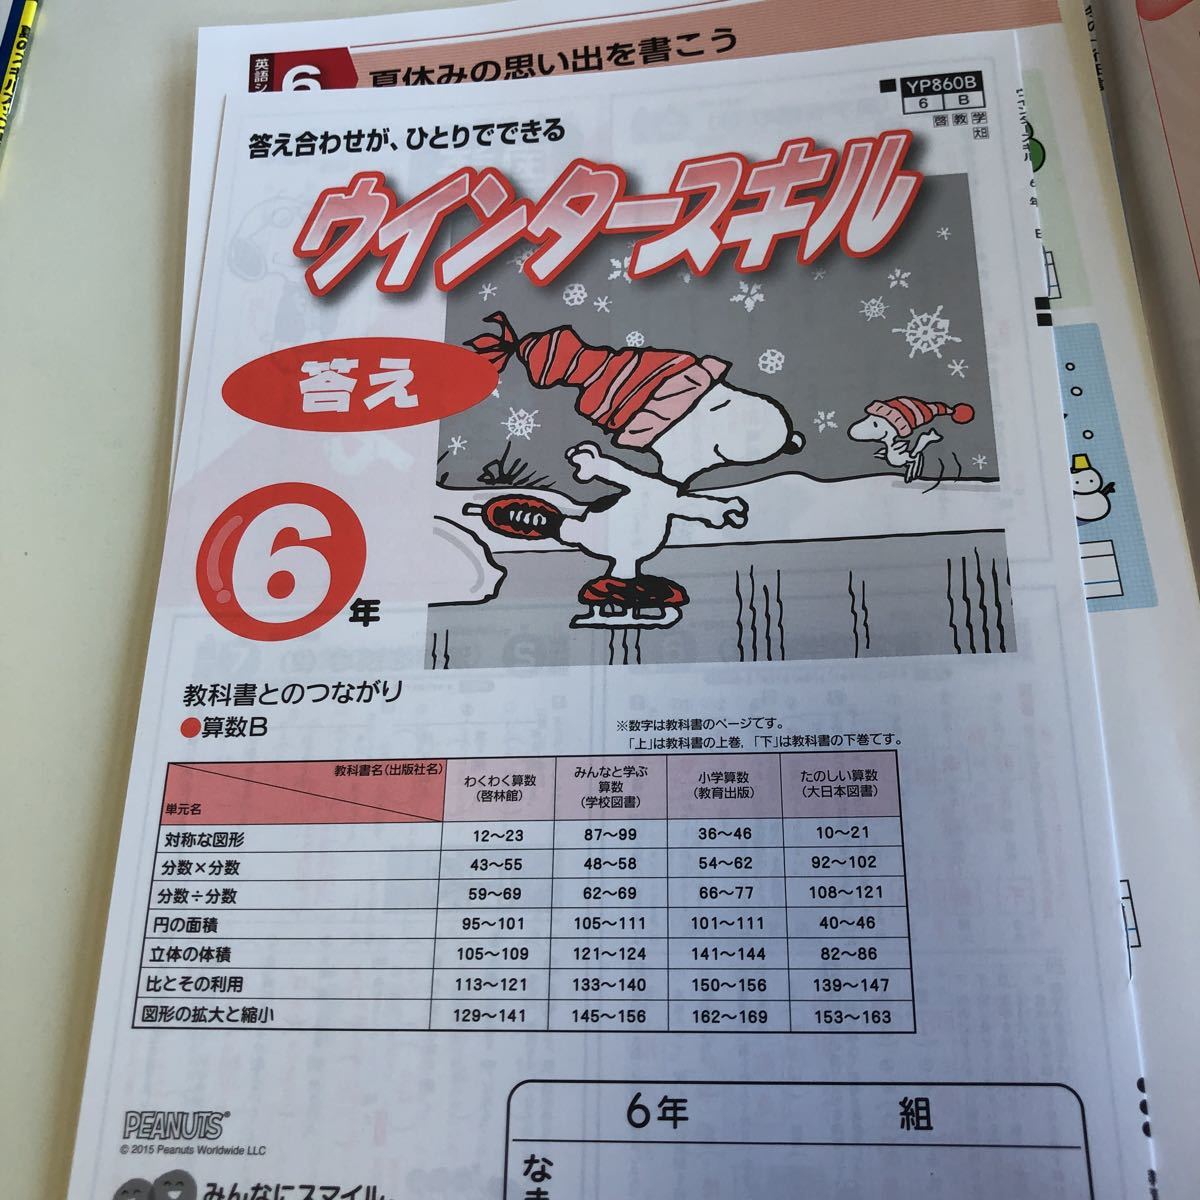 英語
6
夏休みの思い出を書こう
YP860B
6 B
啓 教 学
大日
答え合わせが、ひとりでできる
ウインタースキル
答え
6年
教科書とのつながり
●算数B
※数字は教科書のページです。
「上」は教科書の上巻,「下」は教科書の下巻です。
教科書名(出版社名)
単元名
わくわく算数
(啓林館)
みんなと学ぶ
算数
(学校図書)
小学算数
(教育出版)
たのしい算数
(大日本図書)
対称な図形 12〜23 87〜99 36〜46 10〜21
分数×分数 43〜55 48〜58 54〜62 92〜102
分数÷分数 59〜69 62〜69 66〜77 108〜121
円の面積 95〜101 105〜111 101〜111 40〜46
立体の体積 105〜109 121〜124 141〜144 82〜86
比とその利用 113〜121 133〜140 150〜156 139〜147
図形の拡大と縮小 129〜141 145〜156 162〜169 153〜163
PEANUTS
© 2015 Peanuts Worldwide LLC
みんなにスマイル。
6年 組
な